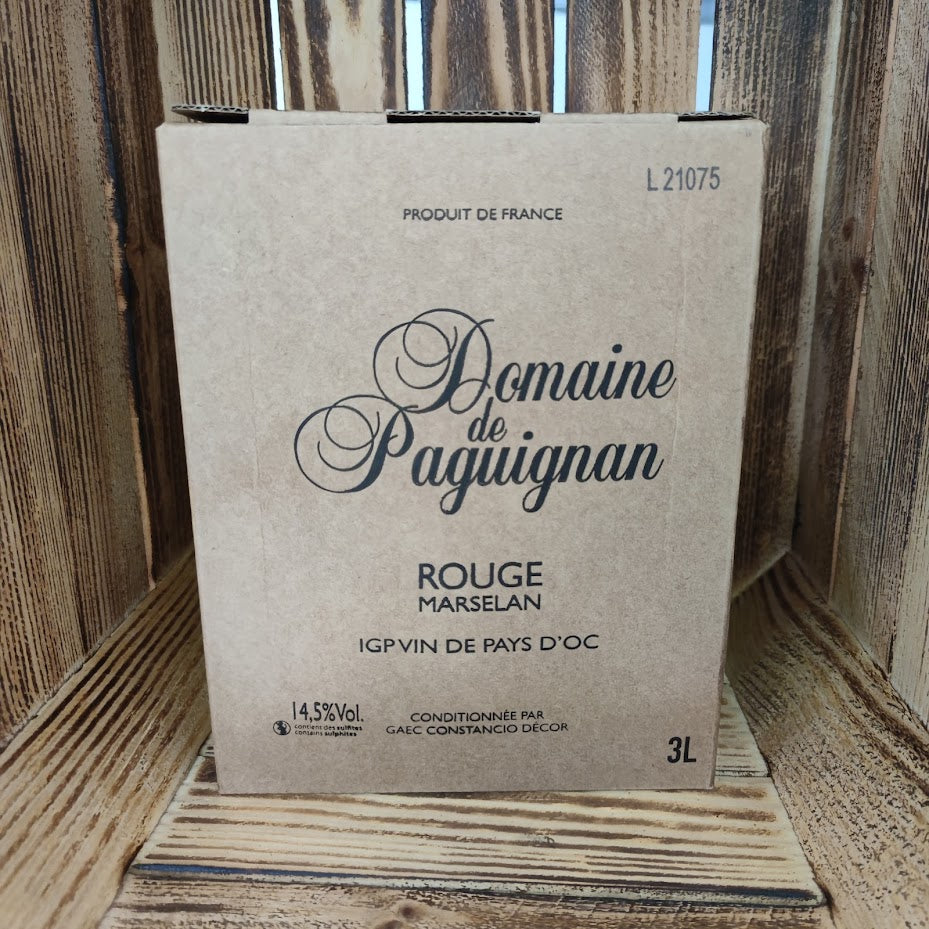 L 21075
PRODUIT DE FRANCE
Domaine
de
Paguignan
ROUGE
MARSELAN
IGP VIN DE PAYS D'OC
14,5%Vol.
contient des sulfites
contains sulphites
CONDITIONNÉE PAR
GAEC CONSTANCIO DÉCOR
3L